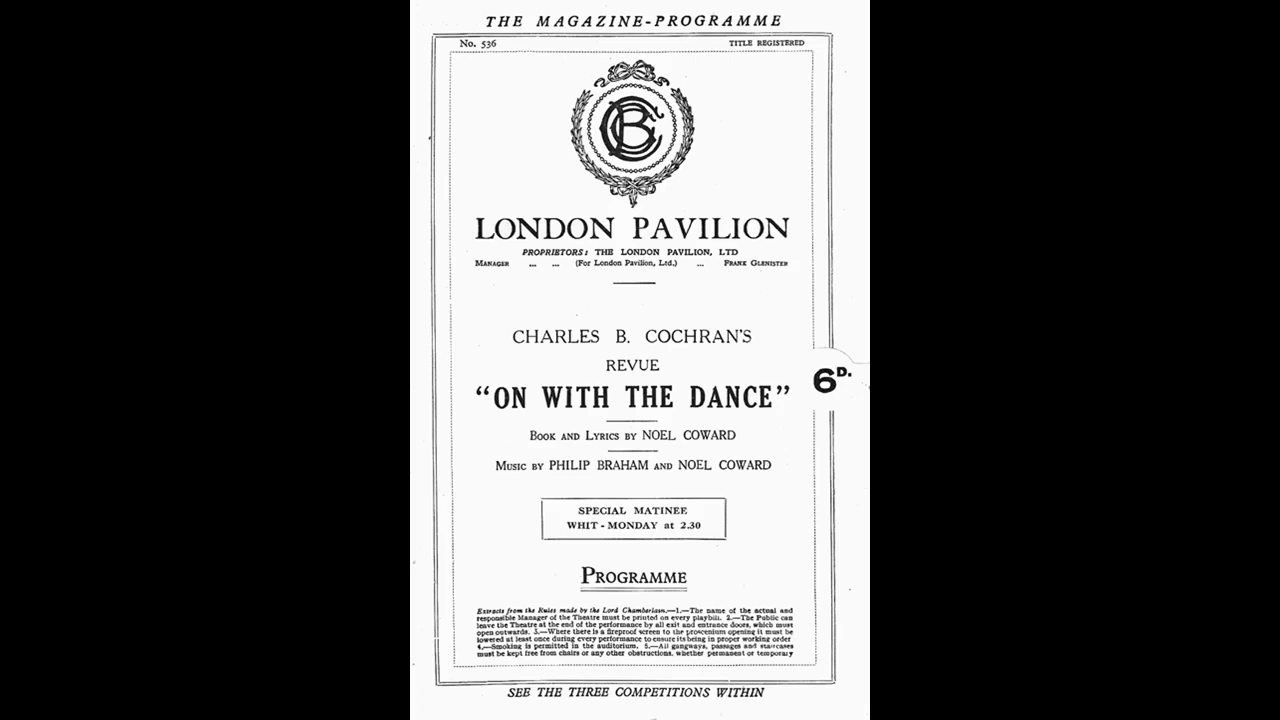 THE MAGAZINE-PROGRAMME
No. 536 TITLE REGISTERED
CBC
LONDON PAVILION
PROPRIETORS: THE LONDON PAVILION, LTD
MANAGER ... ... (For London Pavilion, Ltd.) ... FRANK GLENISTER
CHARLES B. COCHRAN'S
REVUE
"ON WITH THE DANCE"
6D.
BOOK AND LYRICS BY NOEL COWARD
MUSIC BY PHILIP BRAHAM AND NOEL COWARD
SPECIAL MATINEE
WHIT - MONDAY at 2.30
PROGRAMME
Extracts from the Rules made by the Lord Chamberlain.—1.—The name of the actual and
responsible Manager of the Theatre must be printed on every playbill. 2.—The Public can
leave the Theatre at the end of the performance by all exit and entrance doors, which must
open outwards. 3.—Where there is a fireproof screen to the proscenium opening it must be
lowered at least once during every performance to ensure its being in proper working order
4.—Smoking is permitted in the auditorium. 5.—All gangways, passages and staircases
must be kept free from chairs or any other obstructions, whether permanent or temporary
SEE THE THREE COMPETITIONS WITHIN